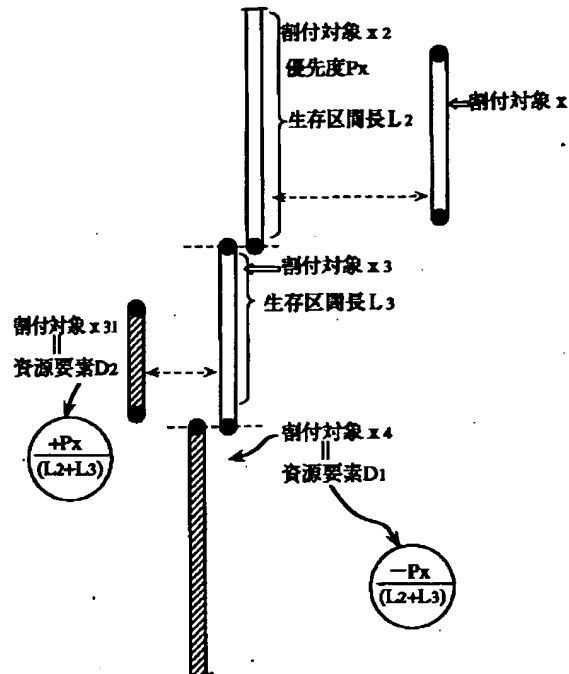 割付対象 x 2
優先度Px
生存区間長L2
割付対象 x
割付対象 x 3
生存区間長L3
割付対象 x 31
||
資源要素D2
+Px
(L2+L3)
割付対象 x 4
||
資源要素D1
−Px
(L2+L3)